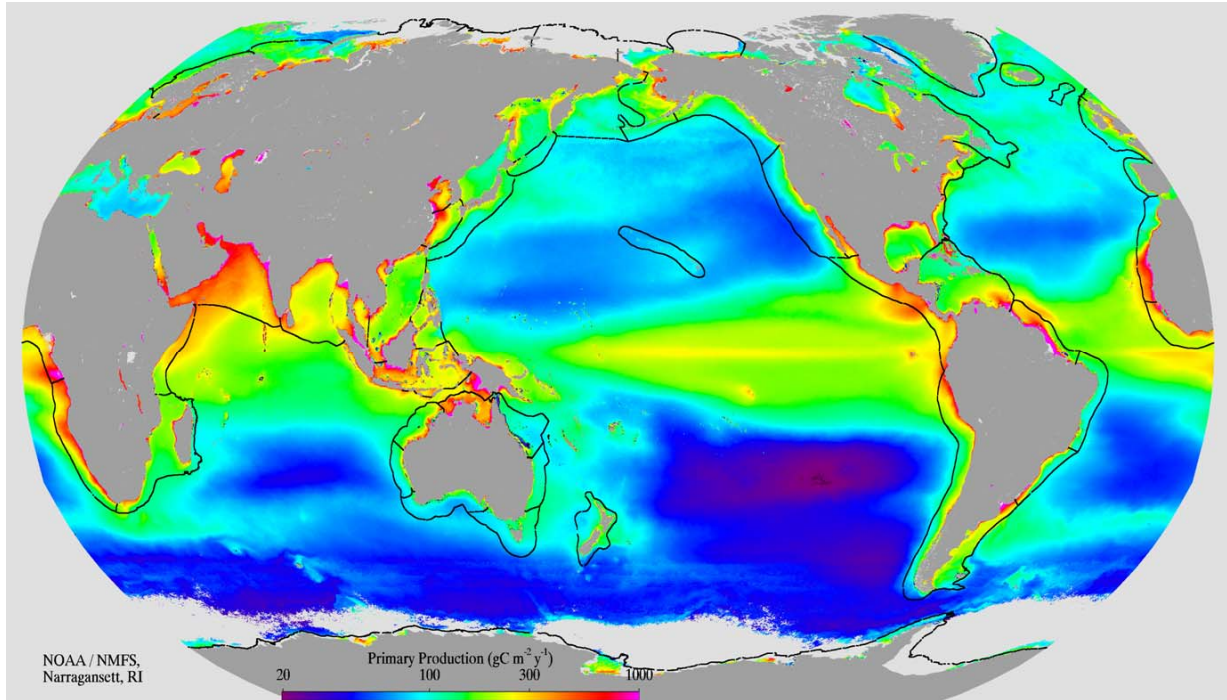 NOAA / NMFS,
Narragansett, RI
Primary Production (gC m⁻² y⁻¹)
20 100 300 1000